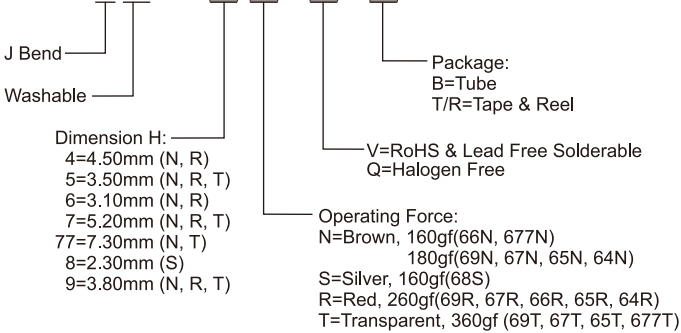 J Bend
Washable
Package:
B=Tube
T/R=Tape & Reel
Dimension H:
4=4.50mm (N, R)
5=3.50mm (N, R, T)
6=3.10mm (N, R)
7=5.20mm (N, R, T)
77=7.30mm (N, T)
8=2.30mm (S)
9=3.80mm (N, R, T)
V=RoHS & Lead Free Solderable
Q=Halogen Free
Operating Force:
N=Brown, 160gf(66N, 677N)
180gf(69N, 67N, 65N, 64N)
S=Silver, 160gf(68S)
R=Red, 260gf(69R, 67R, 66R, 65R, 64R)
T=Transparent, 360gf (69T, 67T, 65T, 677T)